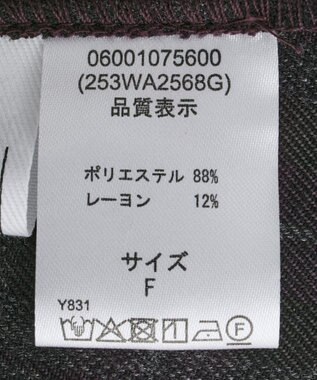 06001075600
(253WA2568G)
品質表示
ポリエステル 88%
レーヨン 12%
サイズ
F
Y831
F